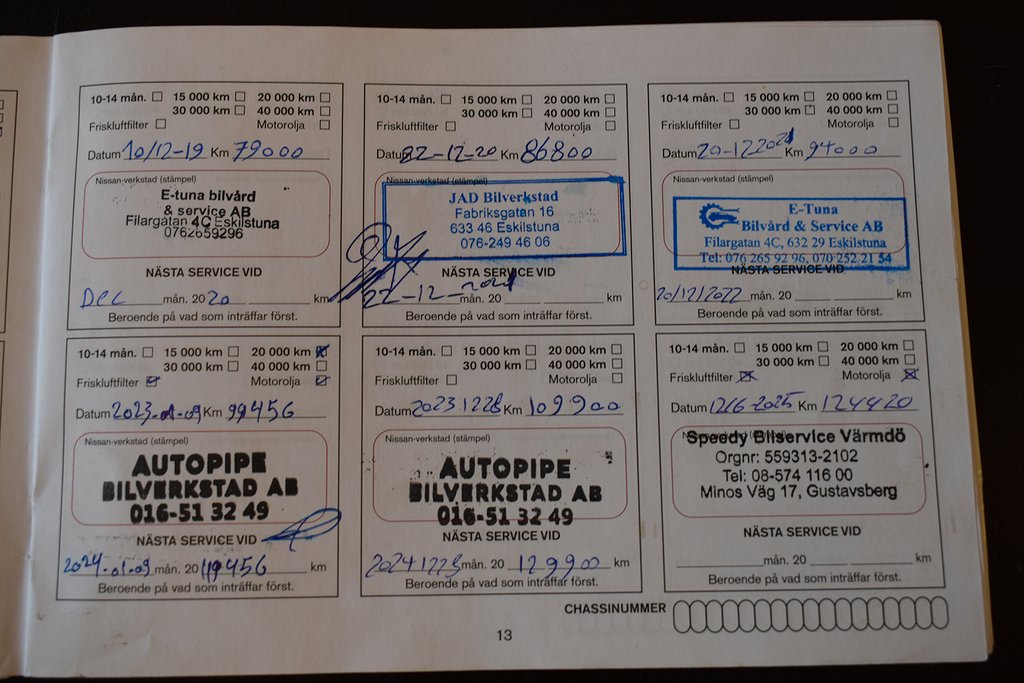 10-14 mån. 15 000 km 20 000 km
30 000 km 40 000 km
Friskluftfilter Motorolja
Datum 10/12-19 Km 79000
Nissan-verkstad (stämpel)
E-tuna bilvård
& service AB
Filargatan 4C Eskilstuna
0762659296
NÄSTA SERVICE VID
Dec mån. 20 20 km
Beroende på vad som inträffar först.
10-14 mån. 15 000 km 20 000 km
30 000 km 40 000 km
Friskluftfilter Motorolja
Datum 22-12-20 Km 86800
Nissan-verkstad (stämpel)
JAD Bilverkstad
Fabriksgatan 16
633 46 Eskilstuna
076-249 46 06
NÄSTA SERVICE VID
22-12-2021 mån. 20 km
Beroende på vad som inträffar först.
10-14 mån. 15 000 km 20 000 km
30 000 km 40 000 km
Friskluftfilter Motorolja
Datum 20-12 2021 Km 94000
Nissan-verkstad (stämpel)
E-Tuna
Bilvård & Service AB
Filargatan 4C, 632 29 Eskilstuna
Tel: 076 265 92 96, 070 252 21 54
NÄSTA SERVICE VID
20/12/2022 mån. 20 km
Beroende på vad som inträffar först.
10-14 mån. 15 000 km 20 000 km
30 000 km 40 000 km
Friskluftfilter Motorolja
Datum 2023-01-09 Km 99456
Nissan-verkstad (stämpel)
AUTOPIPE
BILVERKSTAD AB
016-51 32 49
NÄSTA SERVICE VID
2024-01-09 mån. 20 119456 km
Beroende på vad som inträffar först.
10-14 mån. 15 000 km 20 000 km
30 000 km 40 000 km
Friskluftfilter Motorolja
Datum 20231228 Km 109900
Nissan-verkstad (stämpel)
AUTOPIPE
BILVERKSTAD AB
016-51 32 49
NÄSTA SERVICE VID
20241228 mån. 20 129900 km
Beroende på vad som inträffar först.
10-14 mån. 15 000 km 20 000 km
30 000 km 40 000 km
Friskluftfilter Motorolja
Datum 12/6-2025 Km 124420
Nissan-verkstad (stämpel)
Speedy Bilservice Värmdö
Orgnr: 559313-2102
Tel: 08-574 116 00
Minos Väg 17, Gustavsberg
NÄSTA SERVICE VID
mån. 20 km
Beroende på vad som inträffar först.
CHASSINUMMER
13